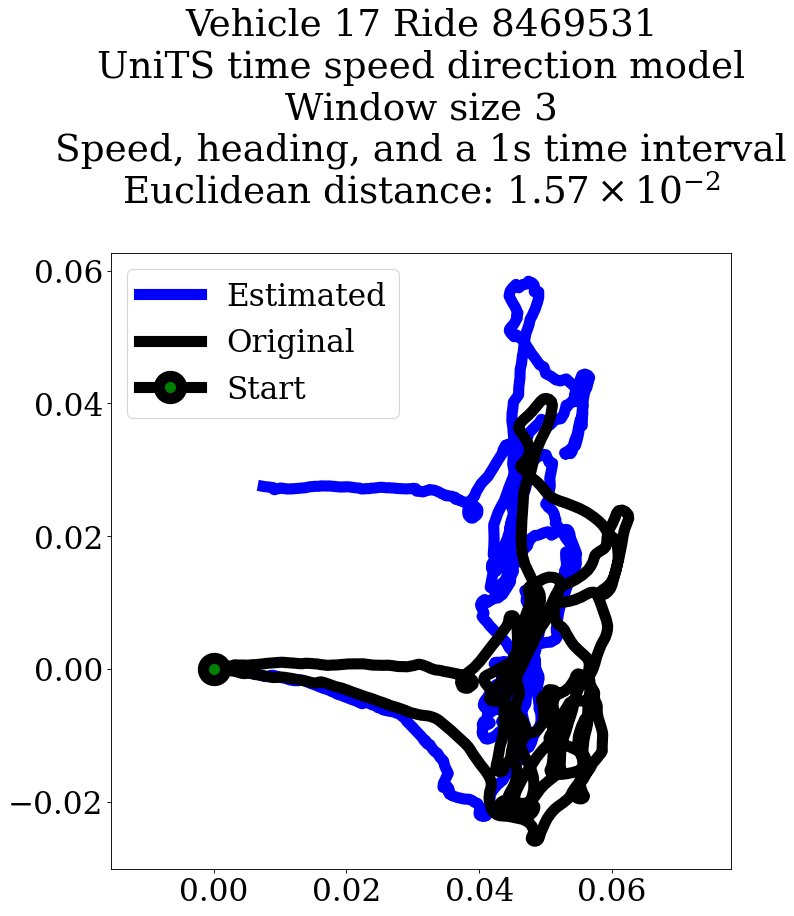 Vehicle 17 Ride 8469531
UniTS time speed direction model
Window size 3
Speed, heading, and a 1s time interval
Euclidean distance: 1.57 × 10⁻²
0.06
Estimated
Original
Start
0.04
0.02
0.00
−0.02
0.00 0.02 0.04 0.06